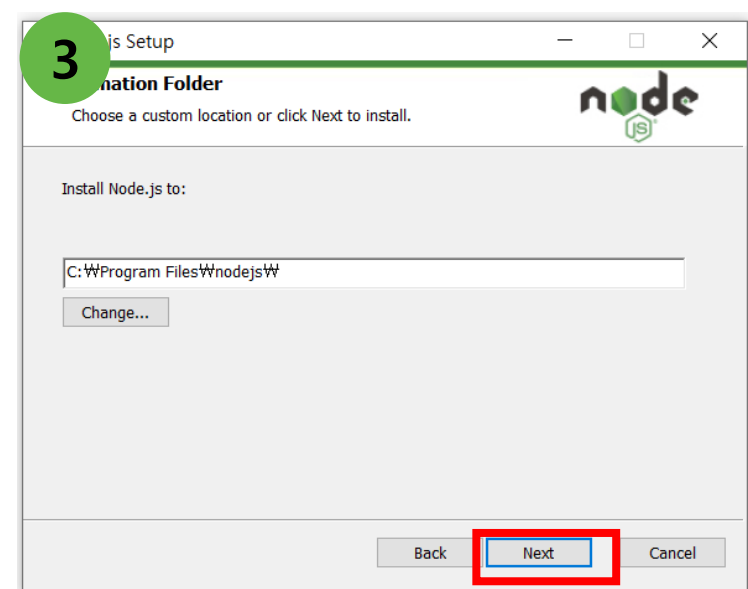 3
js Setup
nation Folder
Choose a custom location or click Next to install.
node
JS
Install Node.js to:
C:₩Program Files₩nodejs₩
Change...
Back
Next
Cancel